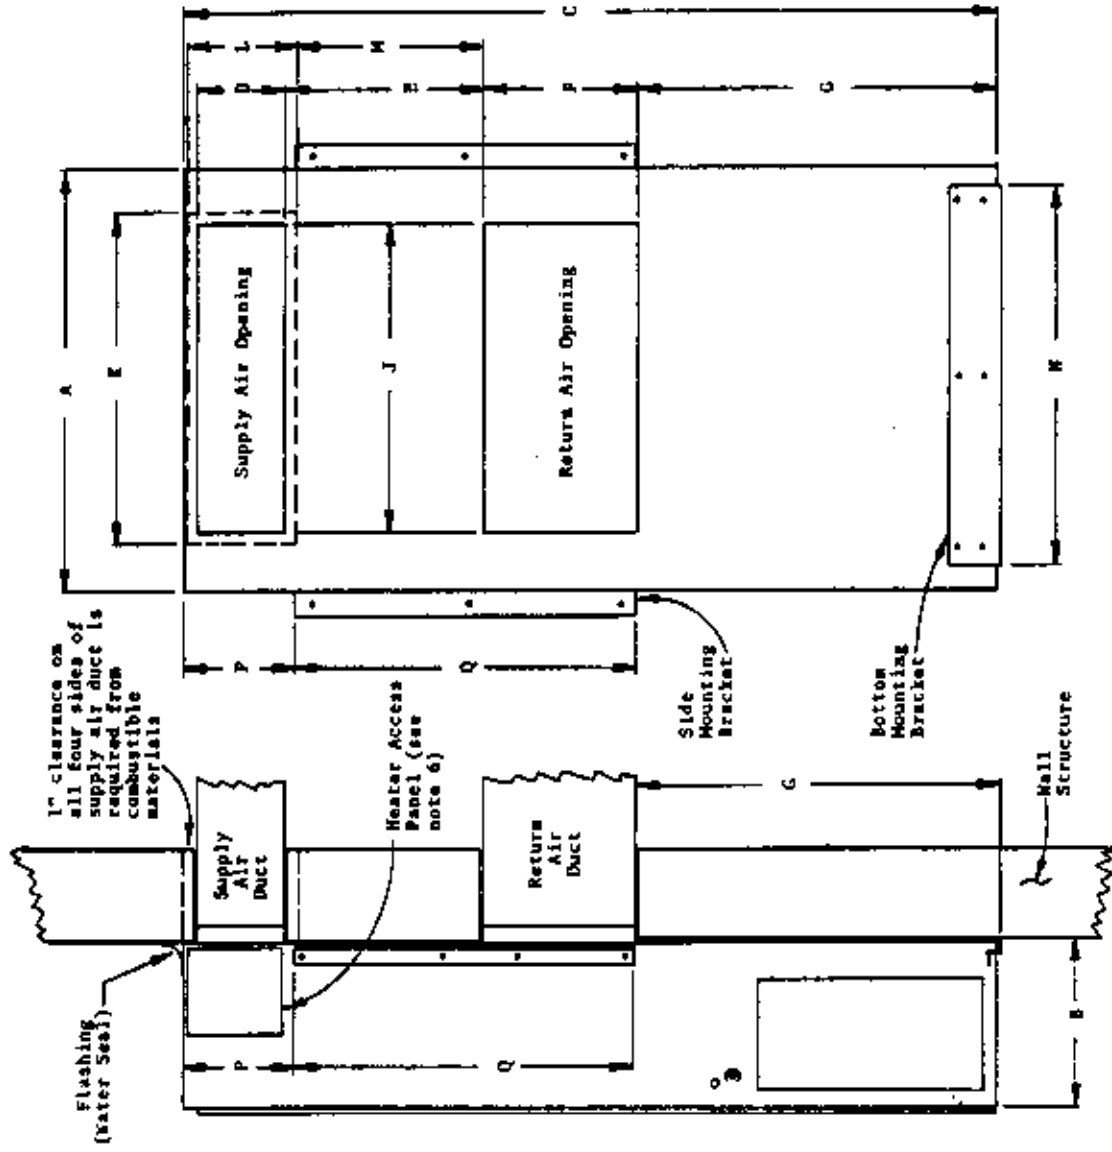 Flashing
(Water Seal)
1" clearance on
all four sides of
supply air duct is
required from
combustible
materials
Supply
Air
Duct
Heater Access
Panel (see
note 6)
Return
Air
Duct
Side
Mounting
Bracket
Bottom
Mounting
Bracket
Wall
Structure
P
Q
B
G
P
Q
A
K
Supply Air Opening
J
Return Air Opening
D
L
M
E
F
G
C